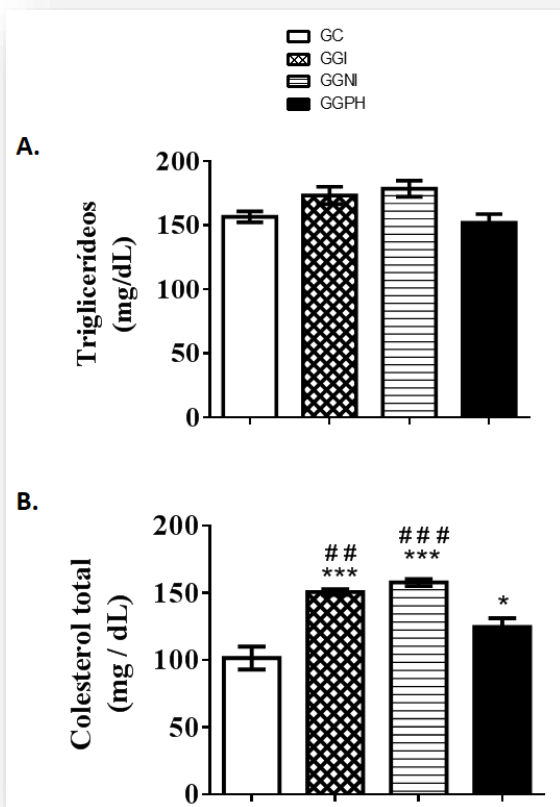 GC
GGI
GGNI
GGPH
A.
Triglicerídeos
(mg/dL)
200
150
100
50
0
B.
Colesterol total
(mg / dL)
200
150
100
50
0
##
***
###
***
*